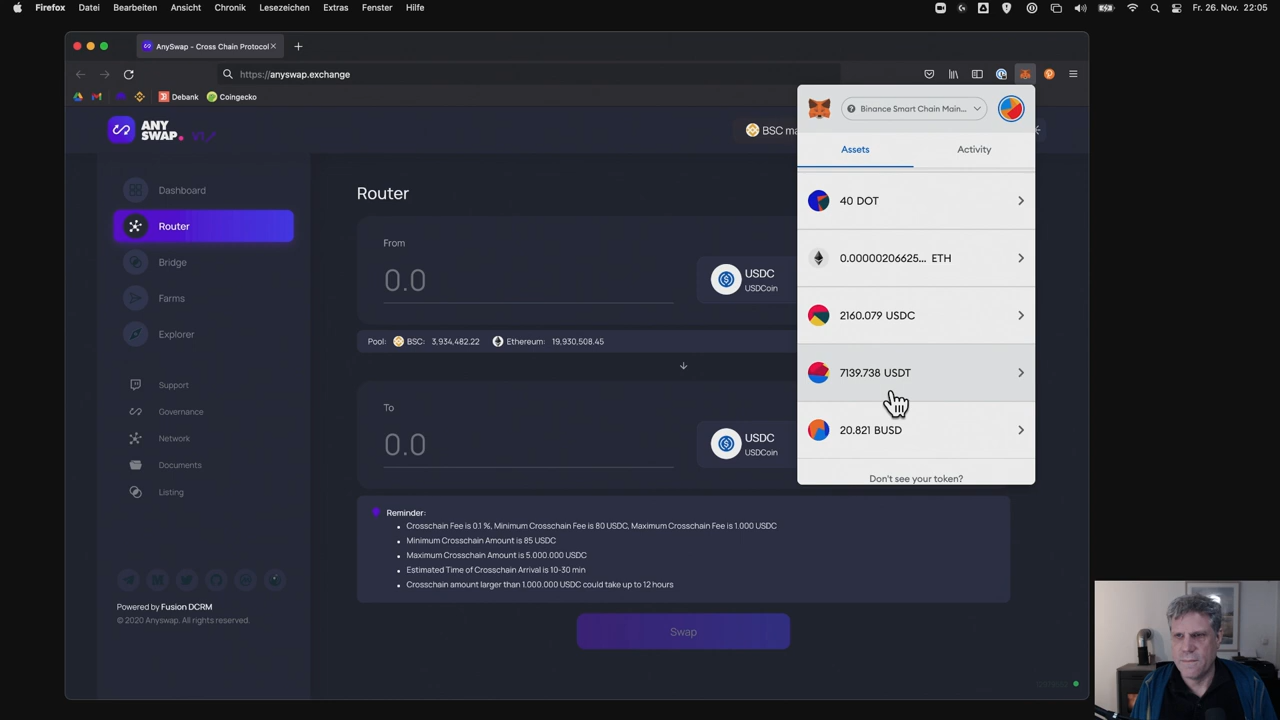 Firefox Datei Bearbeiten Ansicht Chronik Lesezeichen Extras Fenster Hilfe Fr. 26. Nov. 22:05
AnySwap - Cross Chain Protocol
https://anyswap.exchange
Debank Coingecko
ANY
SWAP
BSC ma
Binance Smart Chain Main...
Assets Activity
Dashboard
Router
Bridge
Farms
Explorer
Support
Governance
Network
Documents
Listing
Powered by Fusion DCRM
© 2020 Anyswap. All rights reserved.
Router
From
0.0 USDC
USDCoin
Pool: BSC: 3,934,482.22 Ethereum: 19,930,508.45
To
0.0 USDC
USDCoin
Reminder:
Crosschain Fee is 0.1 %, Minimum Crosschain Fee is 80 USDC, Maximum Crosschain Fee is 1.000 USDC
Minimum Crosschain Amount is 85 USDC
Maximum Crosschain Amount is 5.000.000 USDC
Estimated Time of Crosschain Arrival is 10-30 min
Crosschain amount larger than 1.000.000 USDC could take up to 12 hours
Swap
40 DOT
0.00000206625... ETH
2160.079 USDC
7139.738 USDT
20.821 BUSD
Don't see your token?